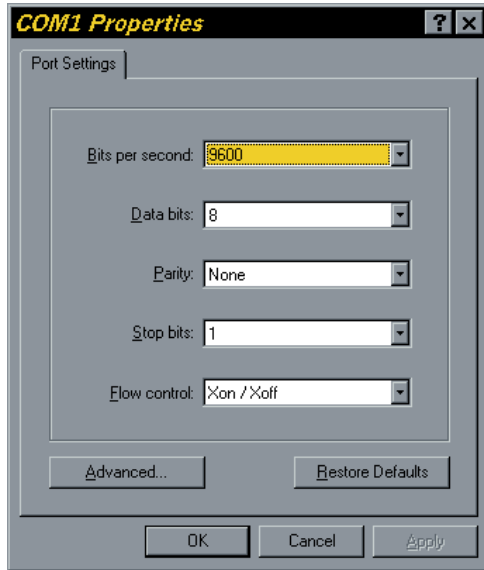 COM1 Properties ? ×
Port Settings
Bits per second: 9600
Data bits: 8
Parity: None
Stop bits: 1
Flow control: Xon / Xoff
Advanced... Restore Defaults
OK Cancel Apply